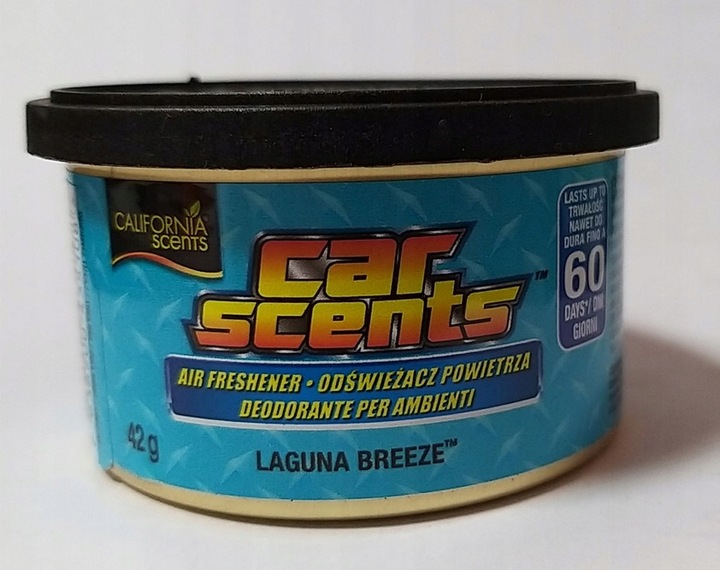 CALIFORNIA
SCENTS
car
scents™
AIR FRESHENER • ODŚWIEŻACZ POWIETRZA
DEODORANTE PER AMBIENTI
LAGUNA BREEZE™
42 g
LASTS UP TO
TRWAŁOŚĆ
NAWET DO
DURA FINO A
60
DAYS*/ DNI
GIORNI